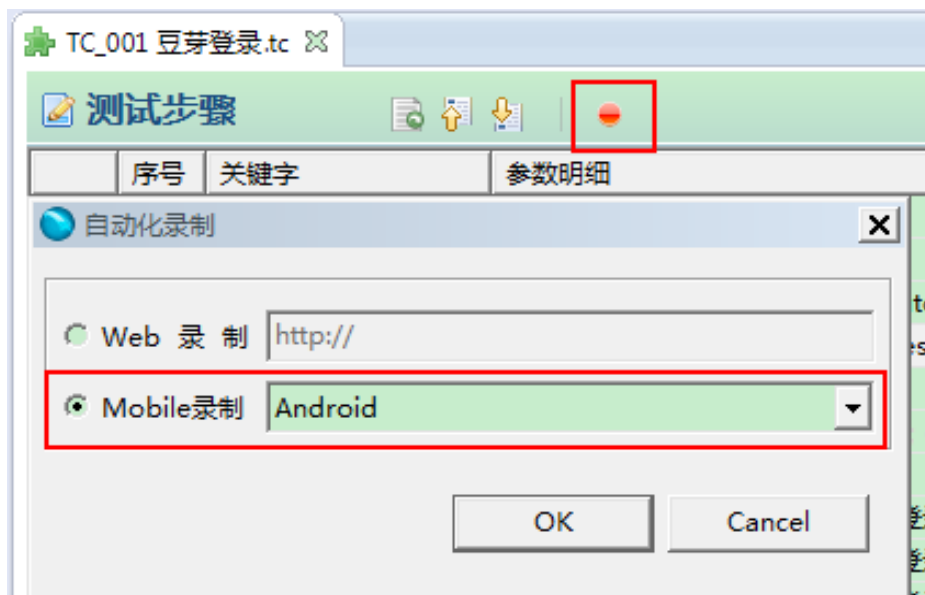 TC_001 豆芽登录.tc
测试步骤
序号 关键字 参数明细
自动化录制
Web 录 制 http://
Mobile录制 Android
OK Cancel